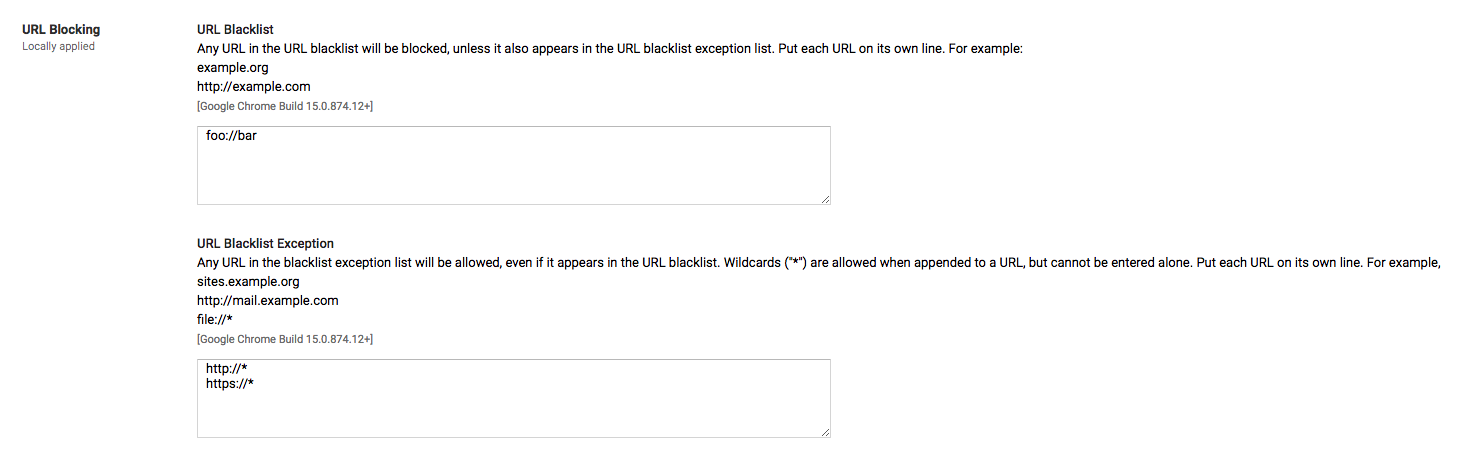 URL Blocking
Locally applied
URL Blacklist
Any URL in the URL blacklist will be blocked, unless it also appears in the URL blacklist exception list. Put each URL on its own line. For example:
example.org
http://example.com
[Google Chrome Build 15.0.874.12+]
foo://bar
URL Blacklist Exception
Any URL in the blacklist exception list will be allowed, even if it appears in the URL blacklist. Wildcards ("*") are allowed when appended to a URL, but cannot be entered alone. Put each URL on its own line. For example,
sites.example.org
http://mail.example.com
file://*
[Google Chrome Build 15.0.874.12+]
http://*
https://*